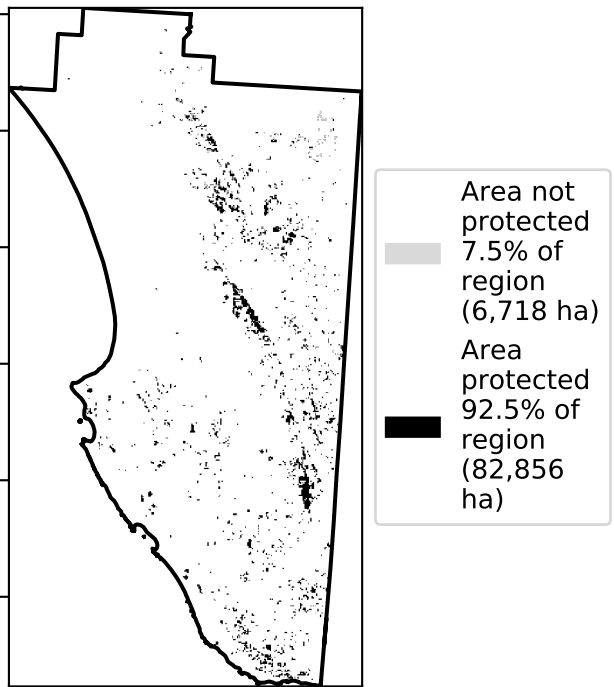 Area not
protected
7.5% of
region
(6,718 ha)
Area
protected
92.5% of
region
(82,856
ha)